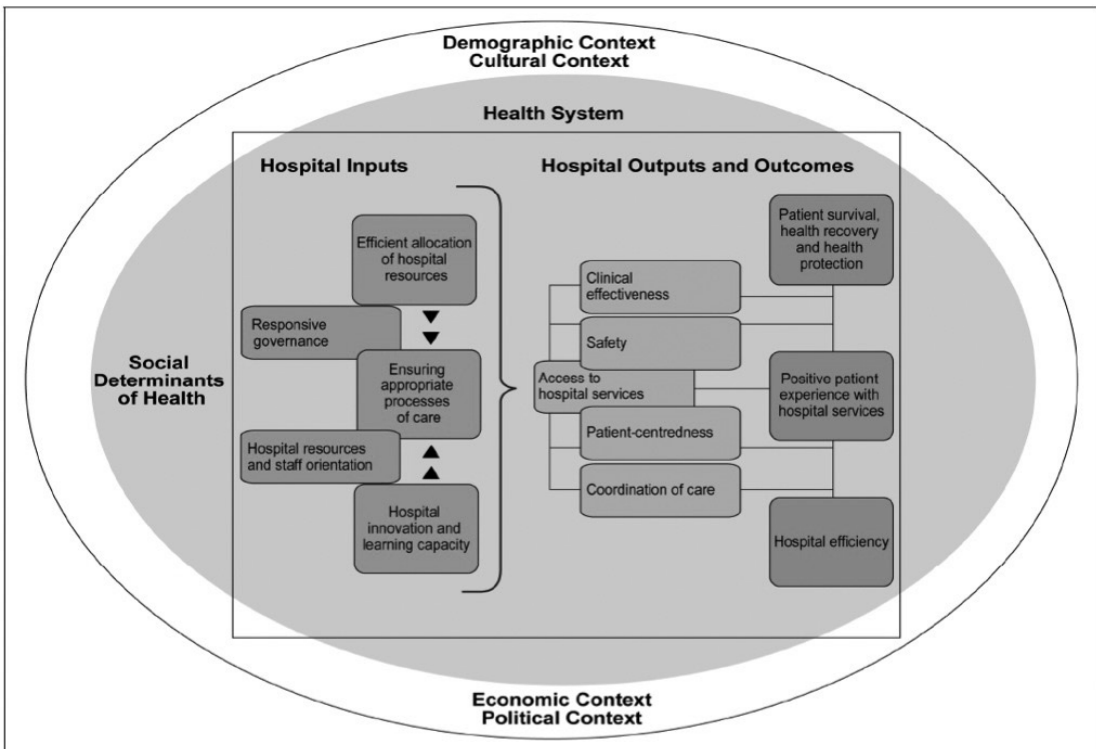 Demographic Context
Cultural Context
Health System
Hospital Inputs
Hospital Outputs and Outcomes
Efficient allocation
of hospital
resources
Responsive
governance
Ensuring
appropriate
processes
of care
Hospital resources
and staff orientation
Hospital
innovation and
learning capacity
Clinical
effectiveness
Safety
Access to
hospital services
Patient-centredness
Coordination of care
Patient survival,
health recovery
and health
protection
Positive patient
experience with
hospital services
Hospital efficiency
Social
Determinants
of Health
Economic Context
Political Context